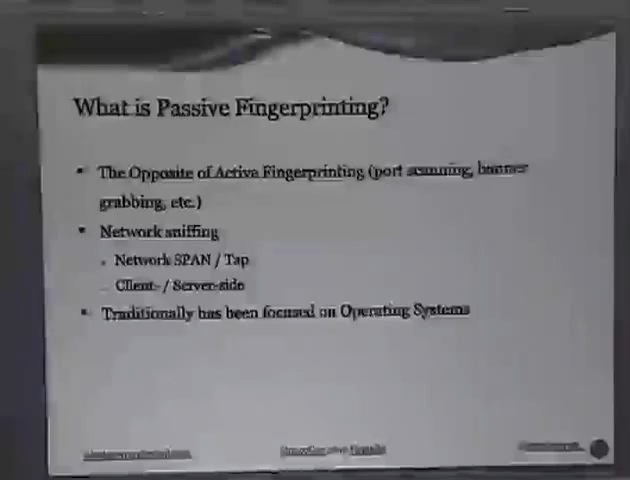 What is Passive Fingerprinting?
The Opposite of Active Fingerprinting (port scanning, banner
grabbing, etc.)
Network sniffing
Network SPAN / Tap
Client- / Server-side
Traditionally has been focused on Operating Systems